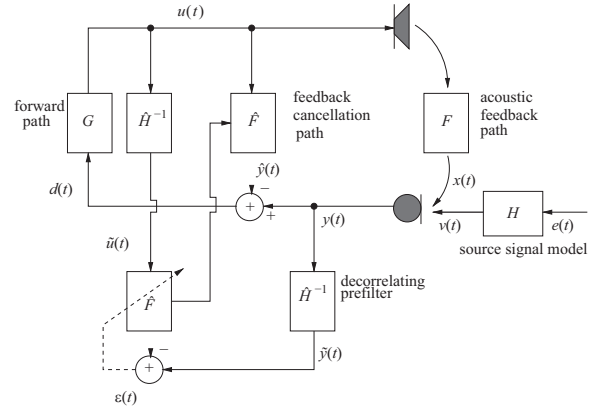 u(t)
forward
path
G
Ĥ⁻¹
F̂
feedback
cancellation
path
F
acoustic
feedback
path
d(t)
ŷ(t)
−
+
+
y(t)
x(t)
v(t)
H
e(t)
source signal model
ũ(t)
F̂
Ĥ⁻¹
decorrelating
prefilter
ỹ(t)
−
+
ε(t)